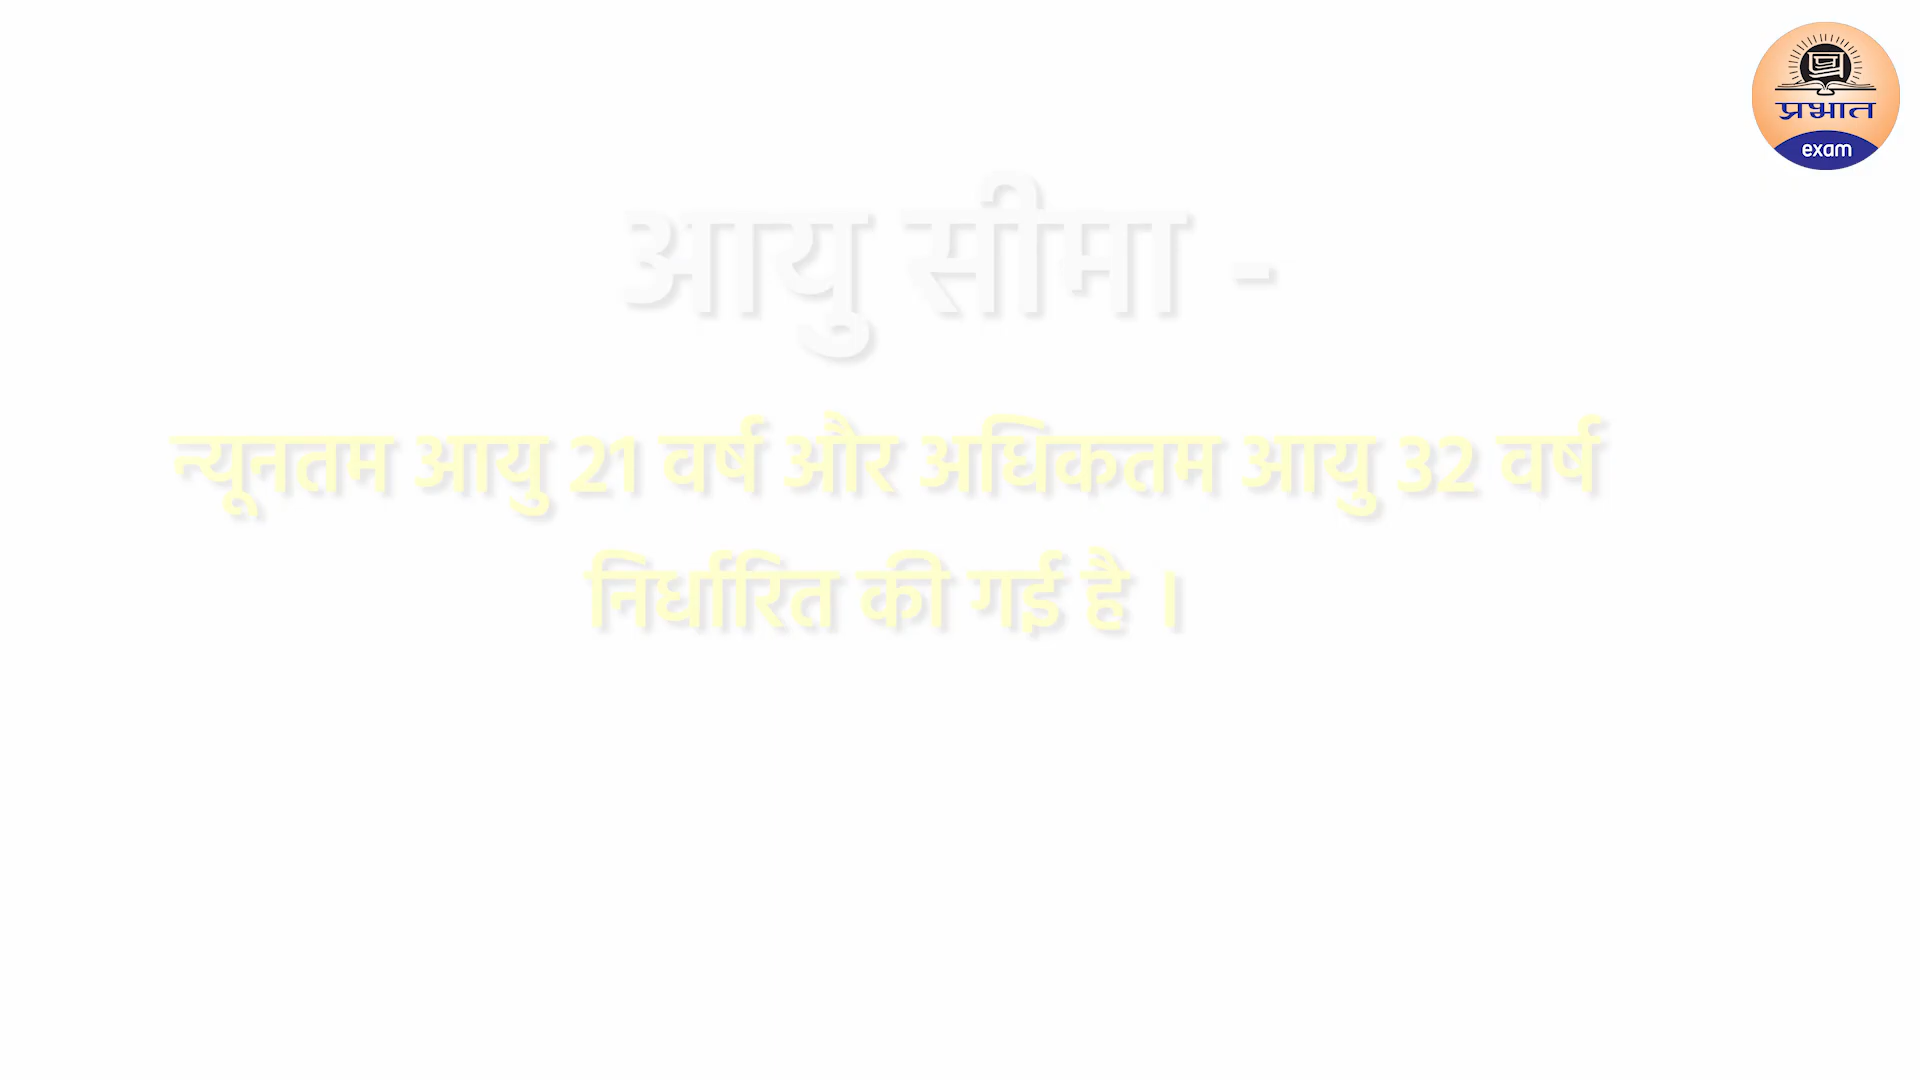 प्रभात
exam
आयु सीमा -
न्यूनतम आयु 21 वर्ष और अधिकतम आयु 32 वर्ष
निर्धारित की गई है ।